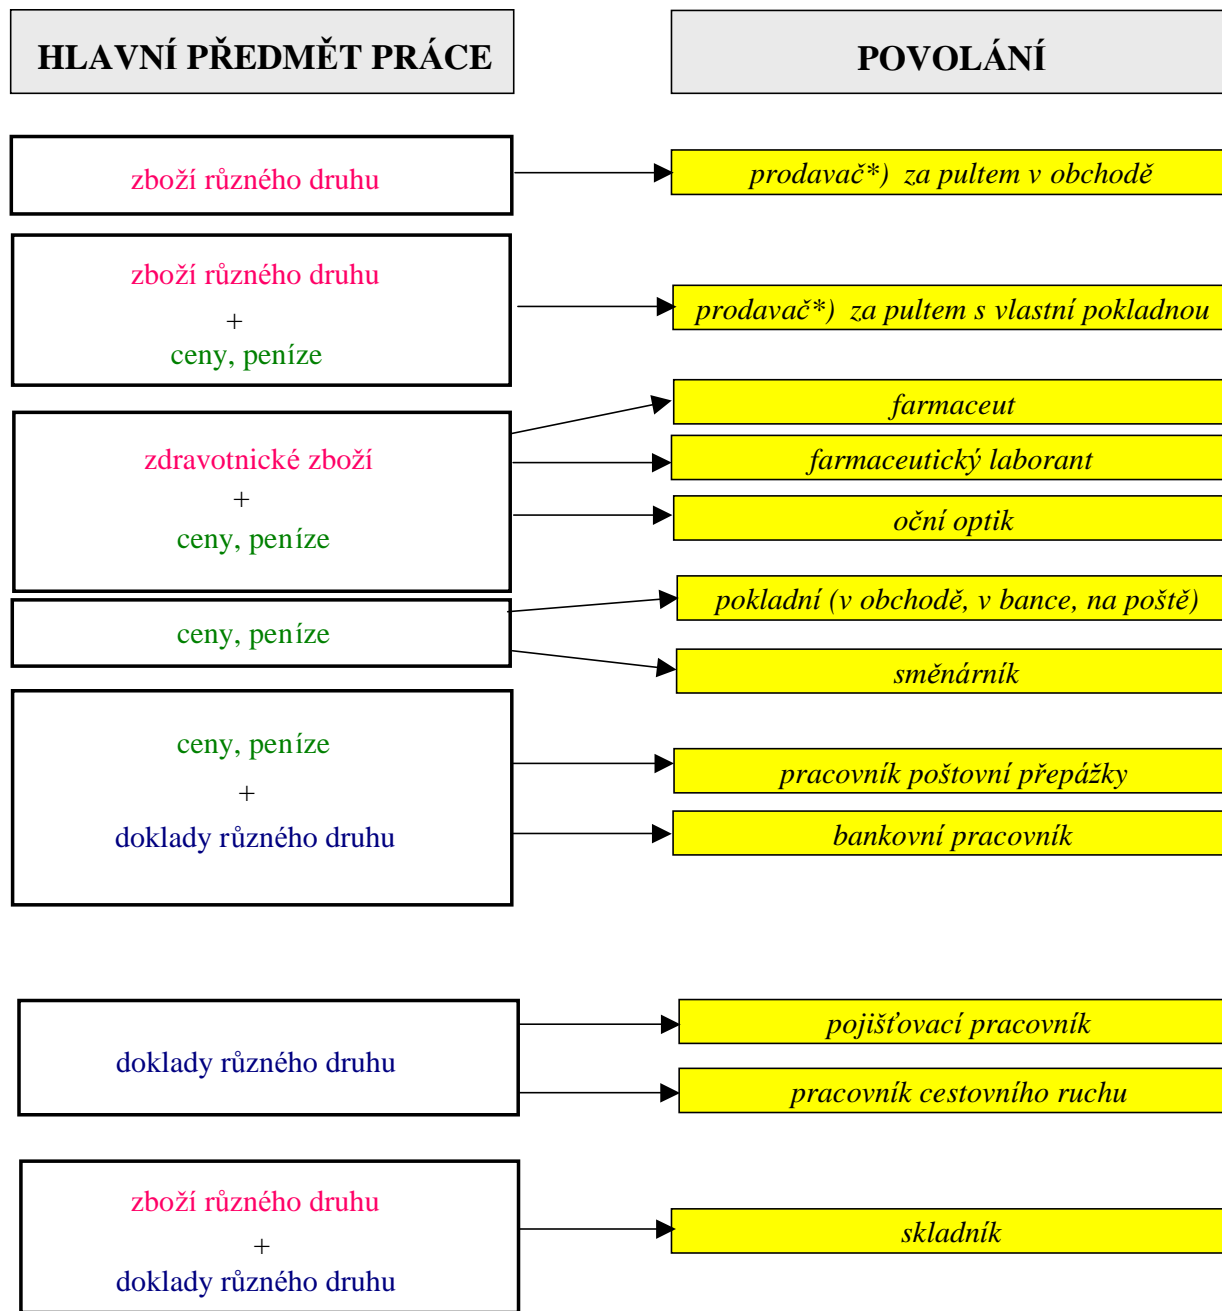 HLAVNÍ PŘEDMĚT PRÁCE
POVOLÁNÍ
zboží různého druhu
prodavač*)  za pultem v obchodě
zboží různého druhu
+
ceny, peníze
prodavač*)  za pultem s vlastní pokladnou
zdravotnické zboží
+
ceny, peníze
farmaceut
farmaceutický laborant
oční optik
ceny, peníze
pokladní (v obchodě, v bance, na poště)
směnárník
ceny, peníze
+
doklady různého druhu
pracovník poštovní přepážky
bankovní pracovník
doklady různého druhu
pojišťovací pracovník
pracovník cestovního ruchu
zboží různého druhu
+
doklady různého druhu
skladník